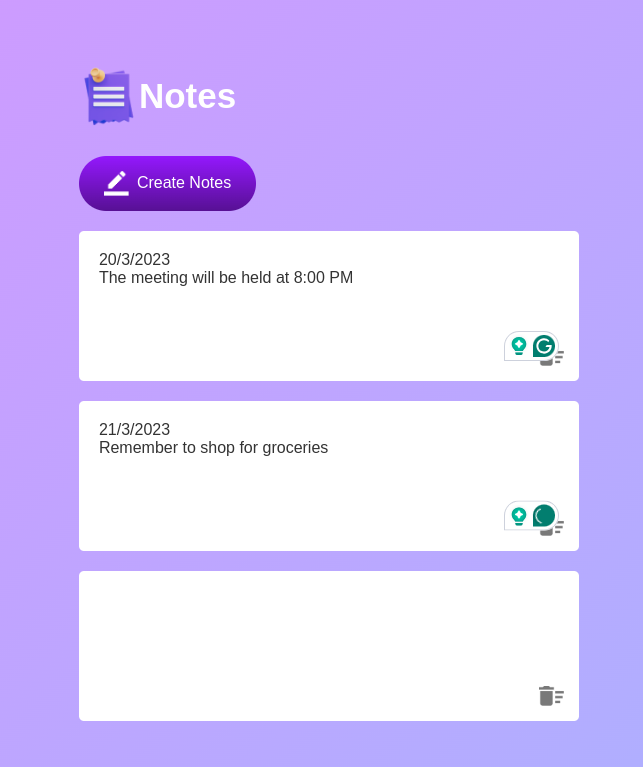 Notes
Create Notes
20/3/2023
The meeting will be held at 8:00 PM
21/3/2023
Remember to shop for groceries